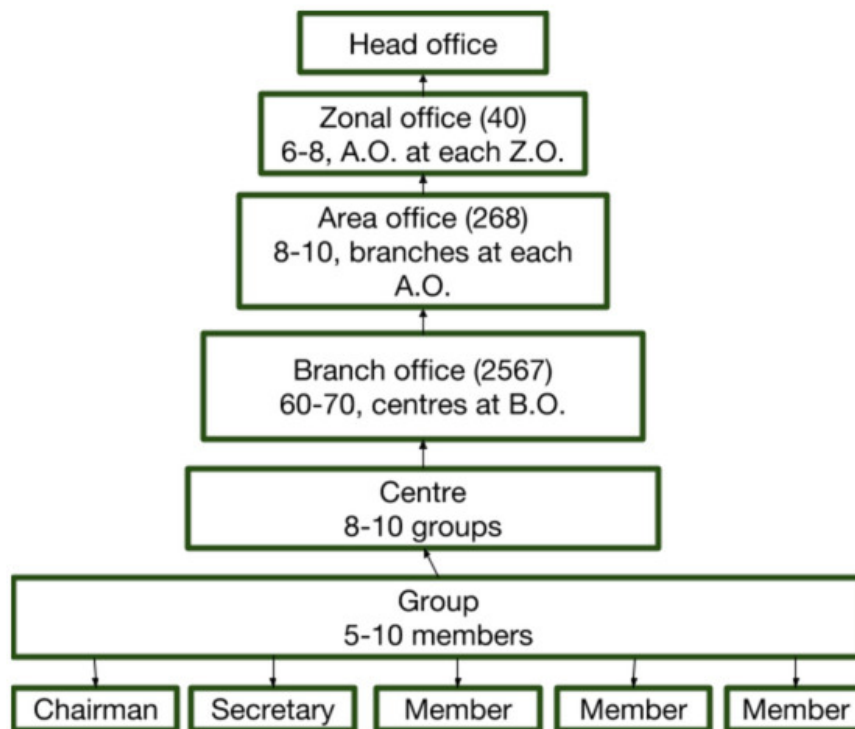 Head office
Zonal office (40)
6-8, A.O. at each Z.O.
Area office (268)
8-10, branches at each
A.O.
Branch office (2567)
60-70, centres at B.O.
Centre
8-10 groups
Group
5-10 members
Chairman
Secretary
Member
Member
Member